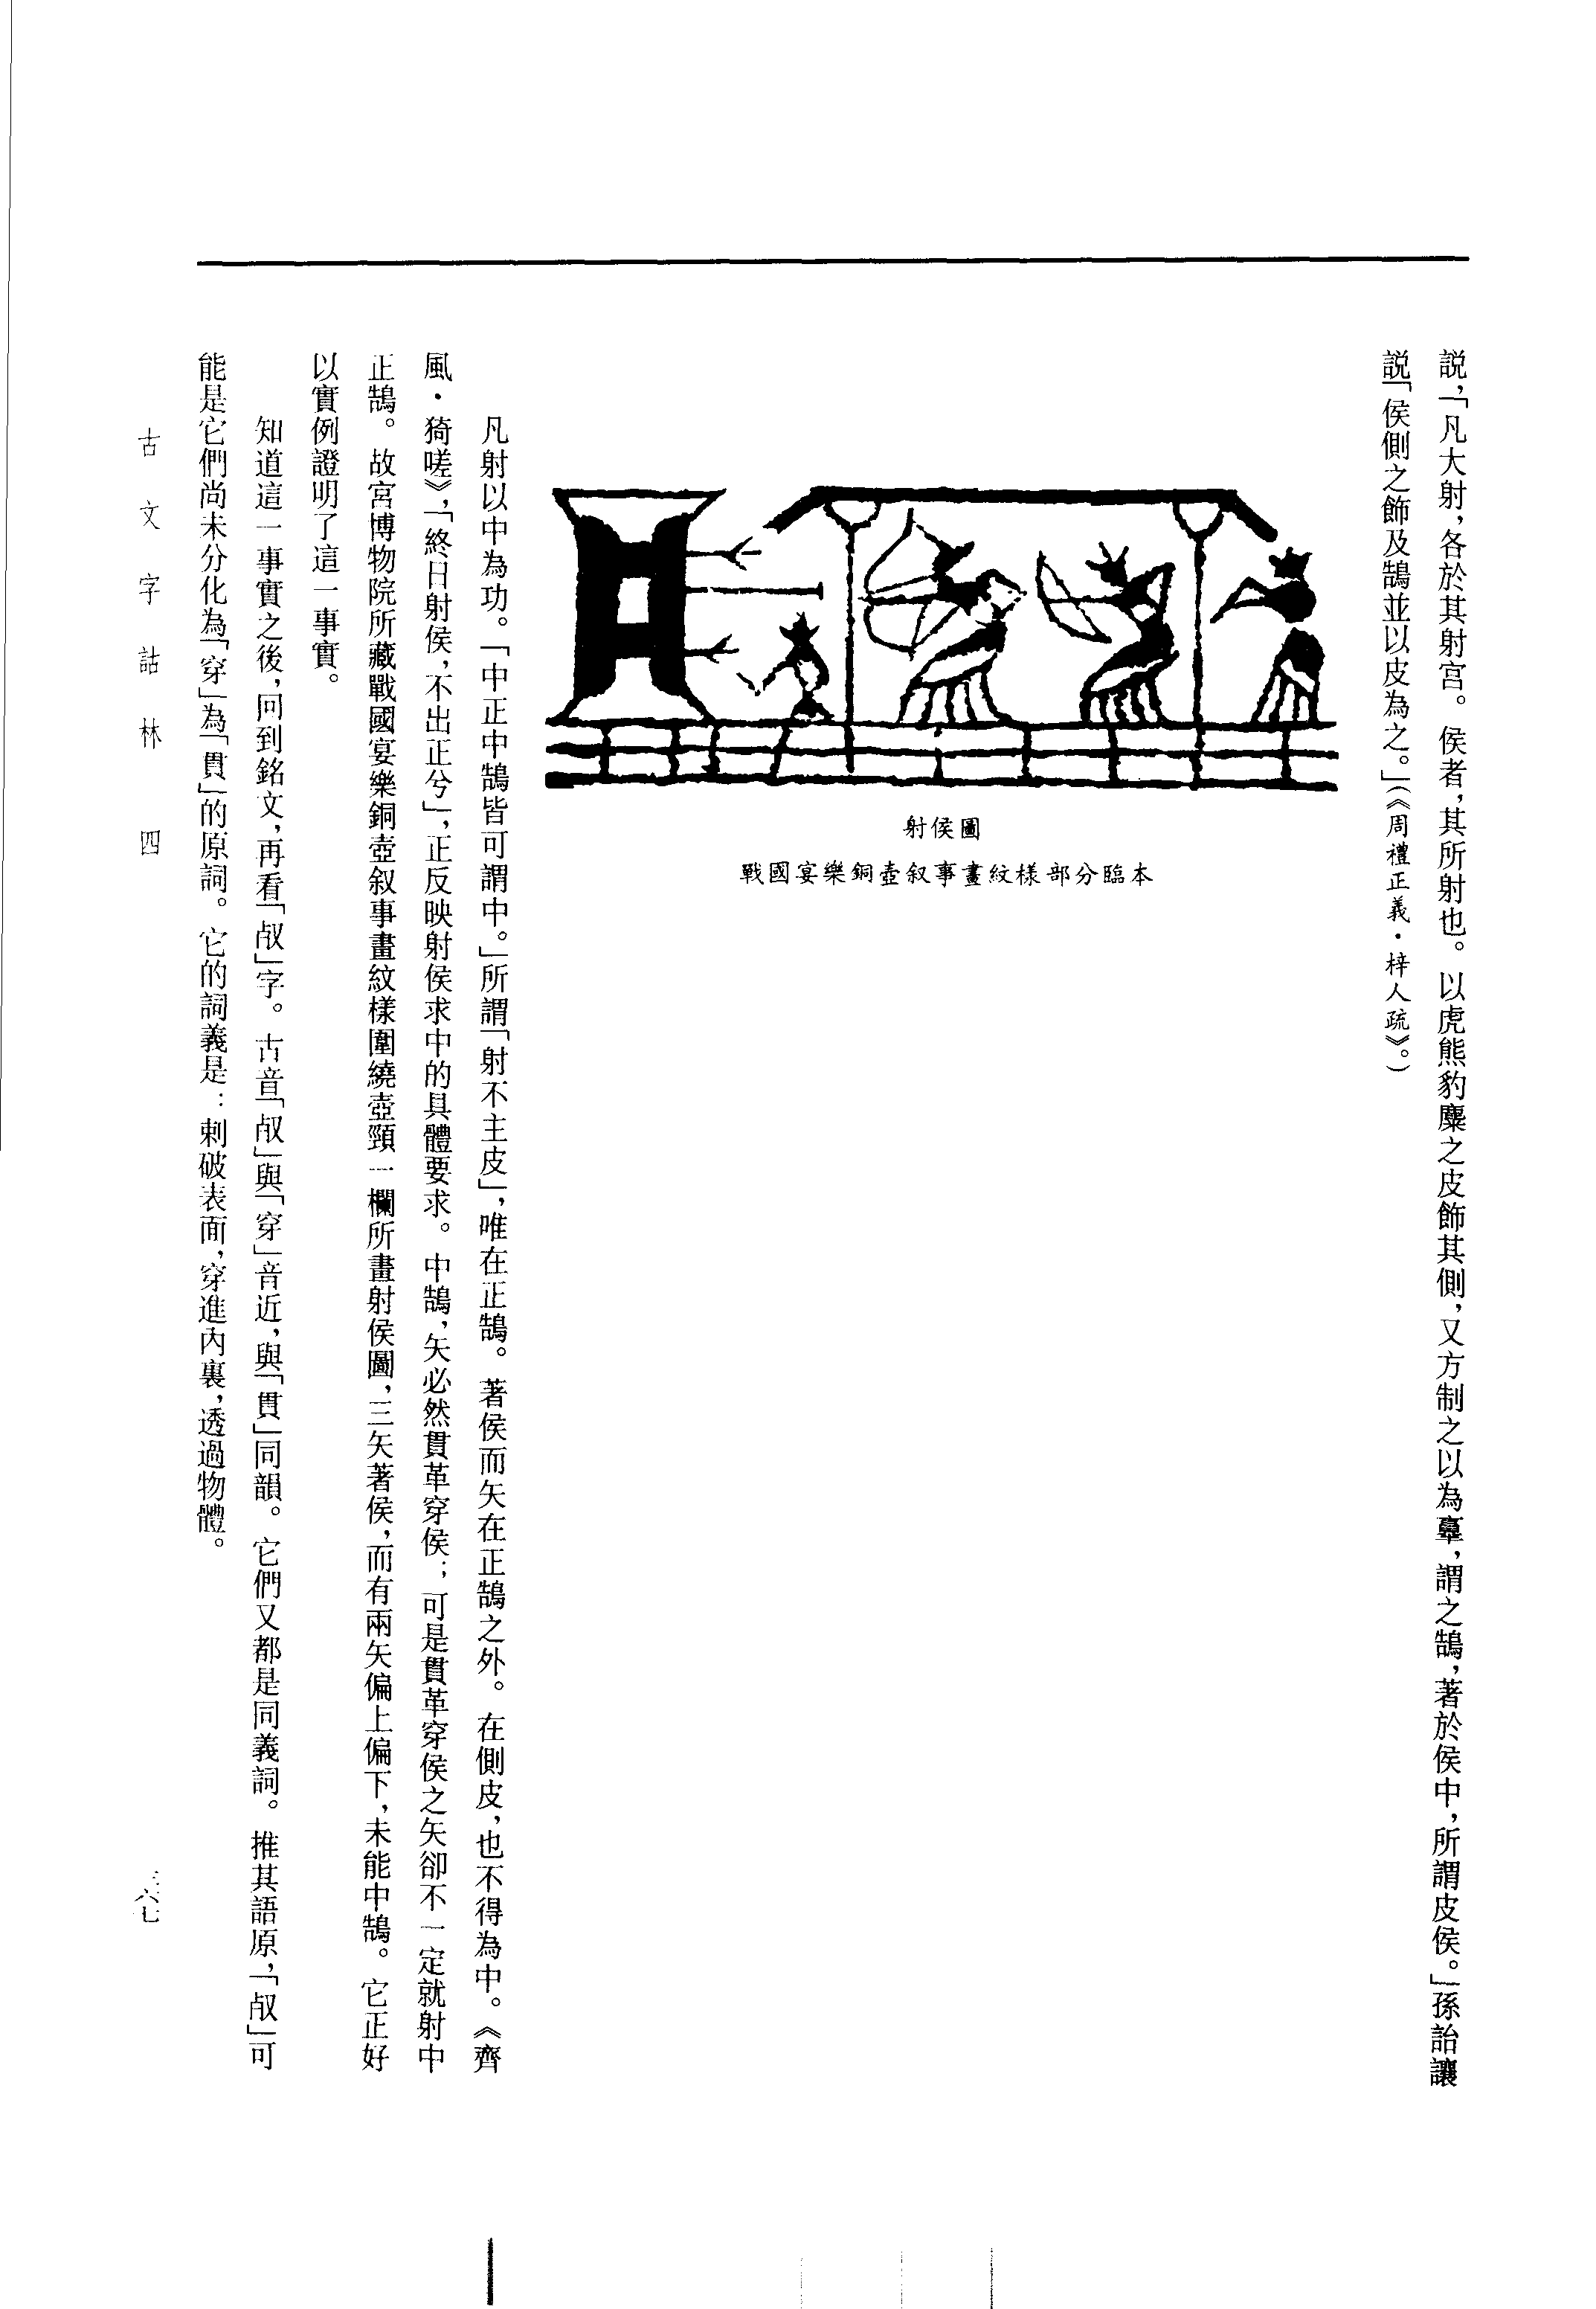 説，「凡大射，各於其射宫。侯者，其所射也。以虎熊豹麋之皮飾其側，又方制之以為辜，謂之鵠，著於侯中，所謂皮侯。」孫詒讓
説「侯側之飾及鵠並以皮為之。」（《周禮正義·梓人疏》。）
射侯圖
戰國宴樂銅壺叙事畫紋樣部分臨本
凡射以中為功。「中正中鵠皆可謂中。」所謂「射不主皮」，唯在正鵠。著侯而矢在正鵠之外。在側皮，也不得為中。《齊
風·猗嗟》，「終日射侯，不出正兮」，正反映射侯求中的具體要求。中鵠，矢必然貫革穿侯；可是貫革穿侯之矢卻不一定就射中
正鵠。故宮博物院所藏戰國宴樂銅壺叙事畫紋樣圍繞壺頸一欄所畫射侯圖，三矢著侯，而有兩矢偏上偏下，未能中鵠。它正好
以實例證明了這一事實。
知道這一事實之後，回到銘文，再看「㪇」字。古音「㪇」與「穿」音近，與「貫」同韻。它們又都是同義詞。推其語原，「㪇」可
能是它們尚未分化為「穿」為「貫」的原詞。它的詞義是：刺破表面，穿進内裏，透過物體。
古文字詁林 四
三六七